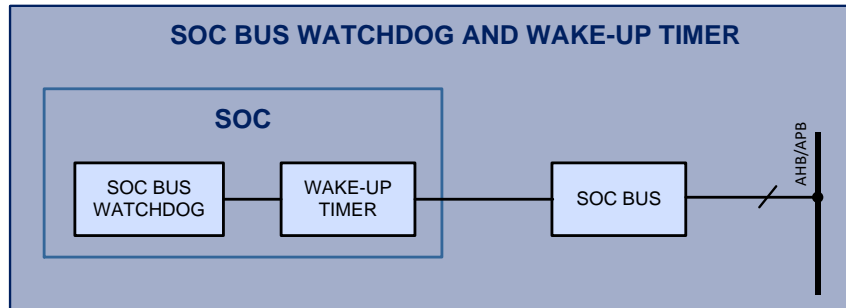 SOC BUS WATCHDOG AND WAKE-UP TIMER
SOC
SOC BUS
WATCHDOG
WAKE-UP
TIMER
SOC BUS
AHB/APB